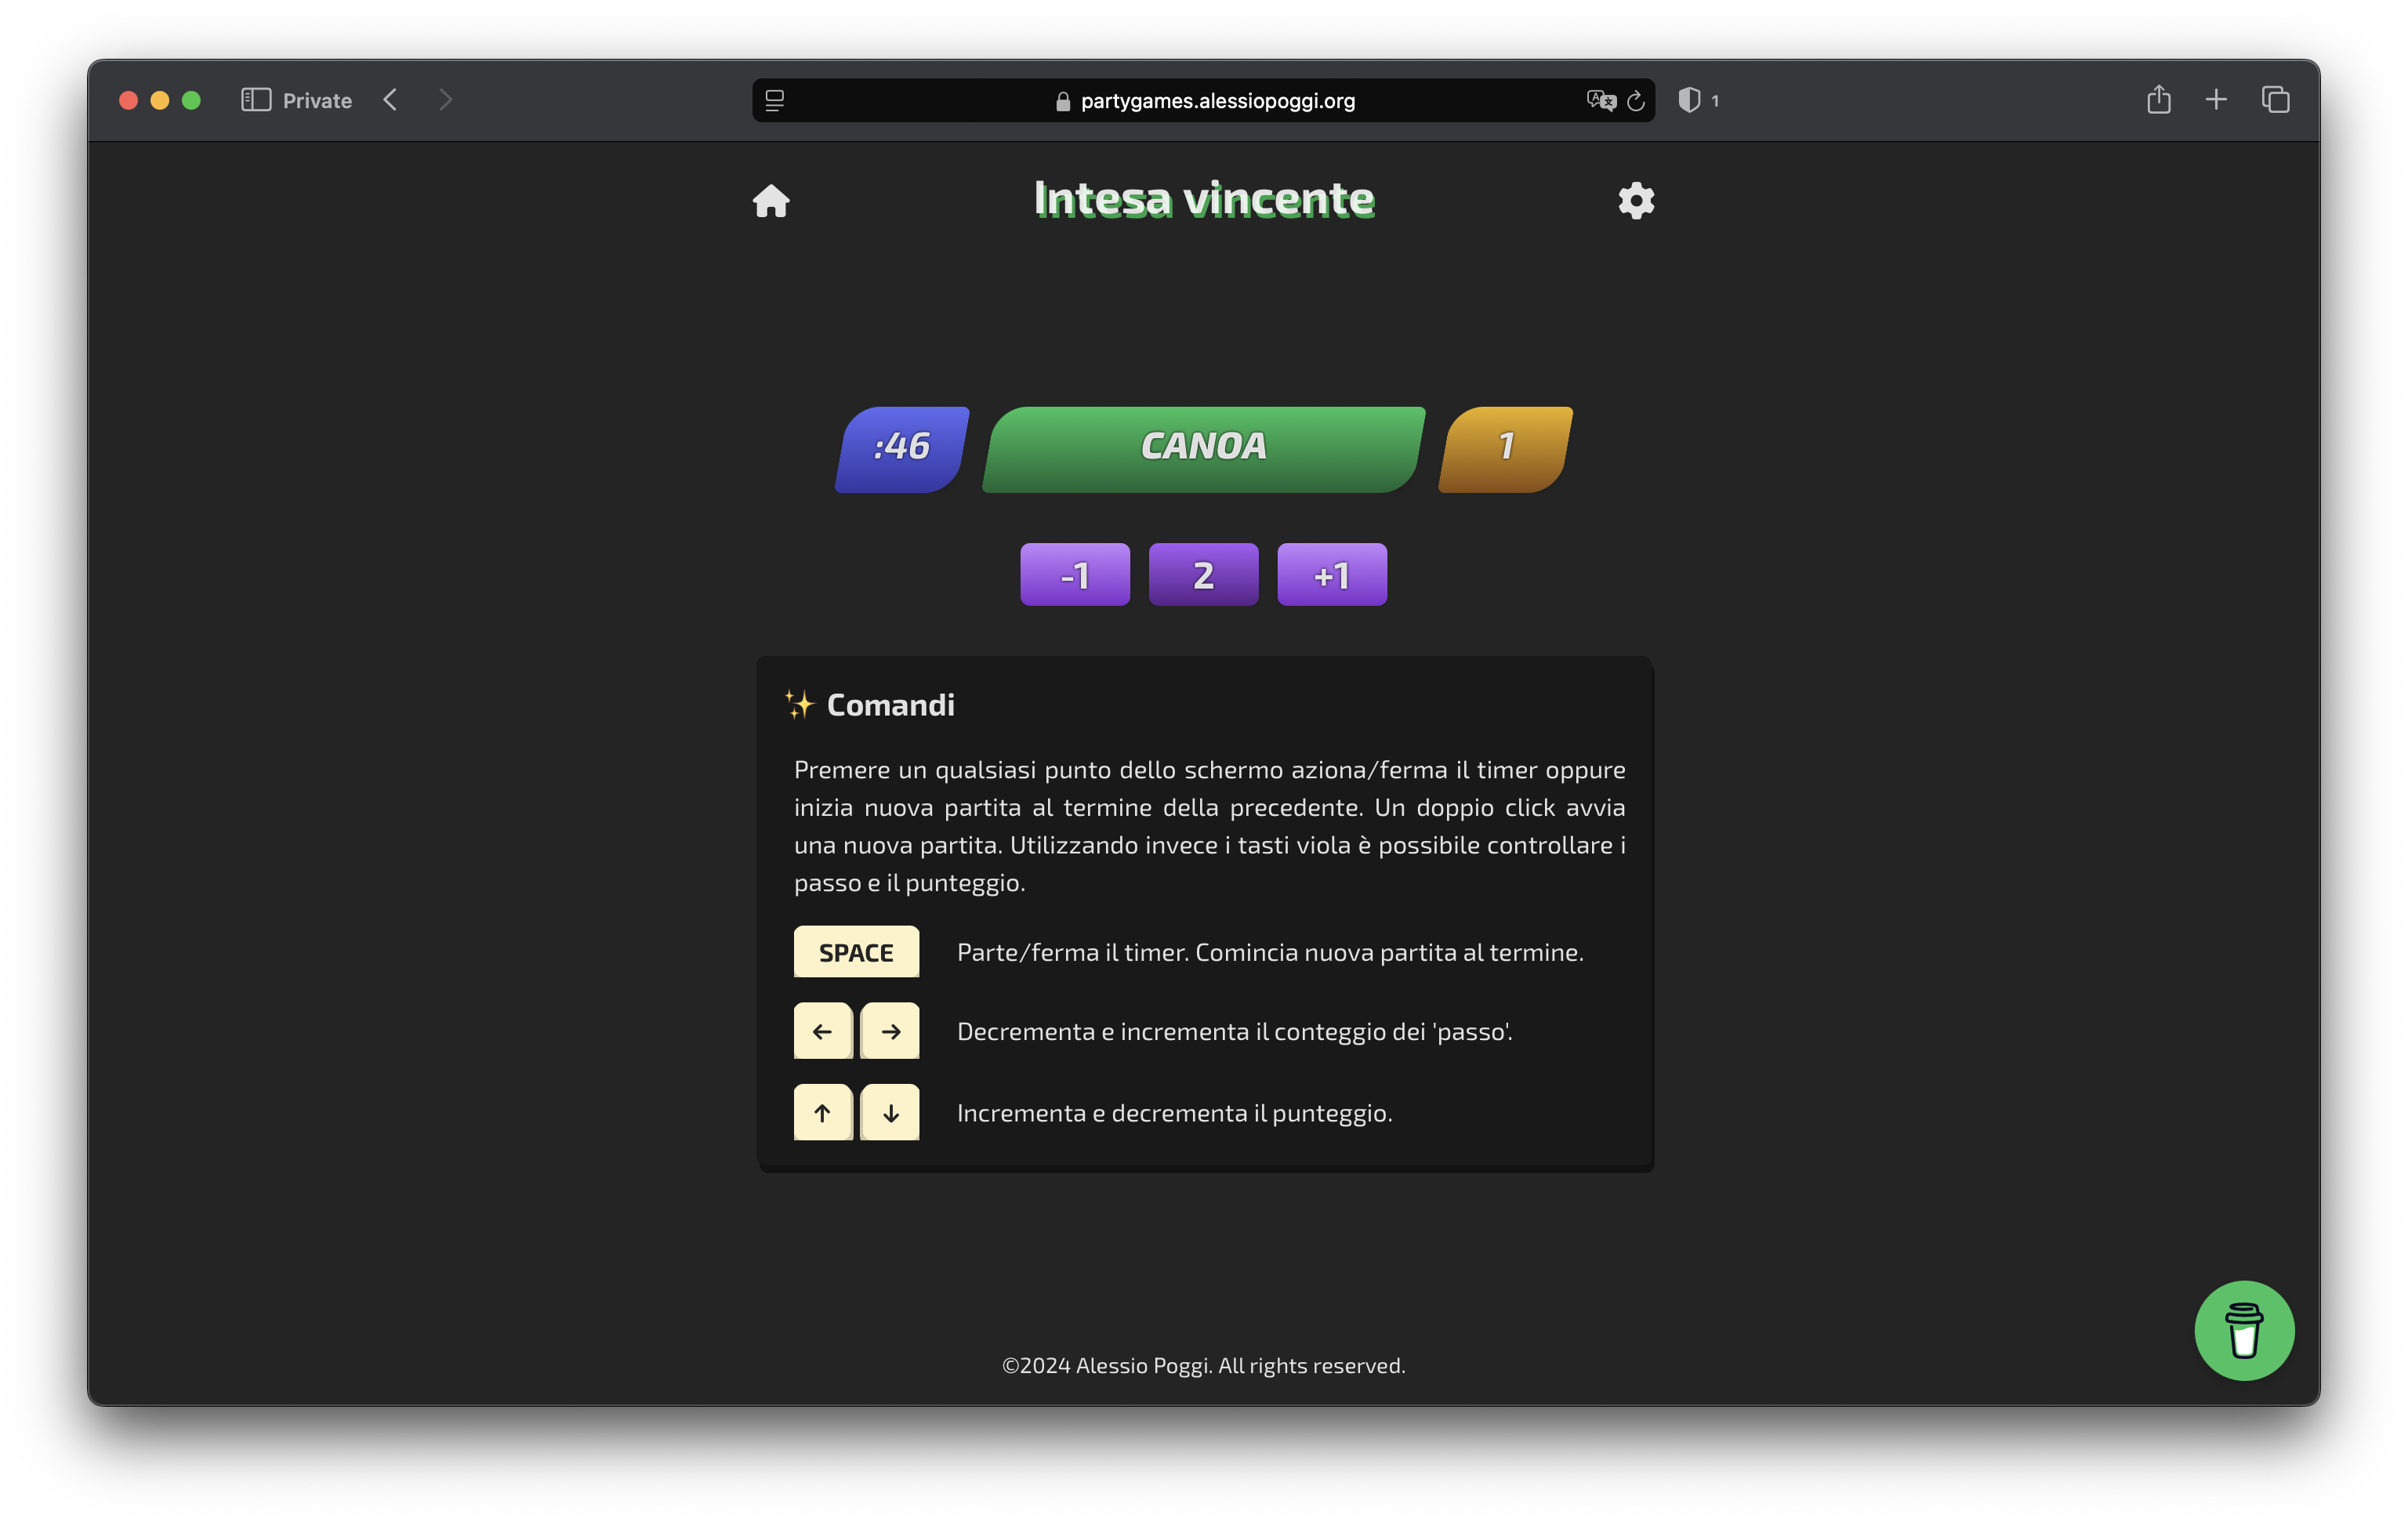 Private
partygames.alessiopoggi.org
1
Intesa vincente
:46
CANOA
1
-1
2
+1
✨ Comandi
Premere un qualsiasi punto dello schermo aziona/ferma il timer oppure
inizia nuova partita al termine della precedente. Un doppio click avvia
una nuova partita. Utilizzando invece i tasti viola è possibile controllare i
passo e il punteggio.
SPACE Parte/ferma il timer. Comincia nuova partita al termine.
← → Decrementa e incrementa il conteggio dei 'passo'.
↑ ↓ Incrementa e decrementa il punteggio.
©2024 Alessio Poggi. All rights reserved.